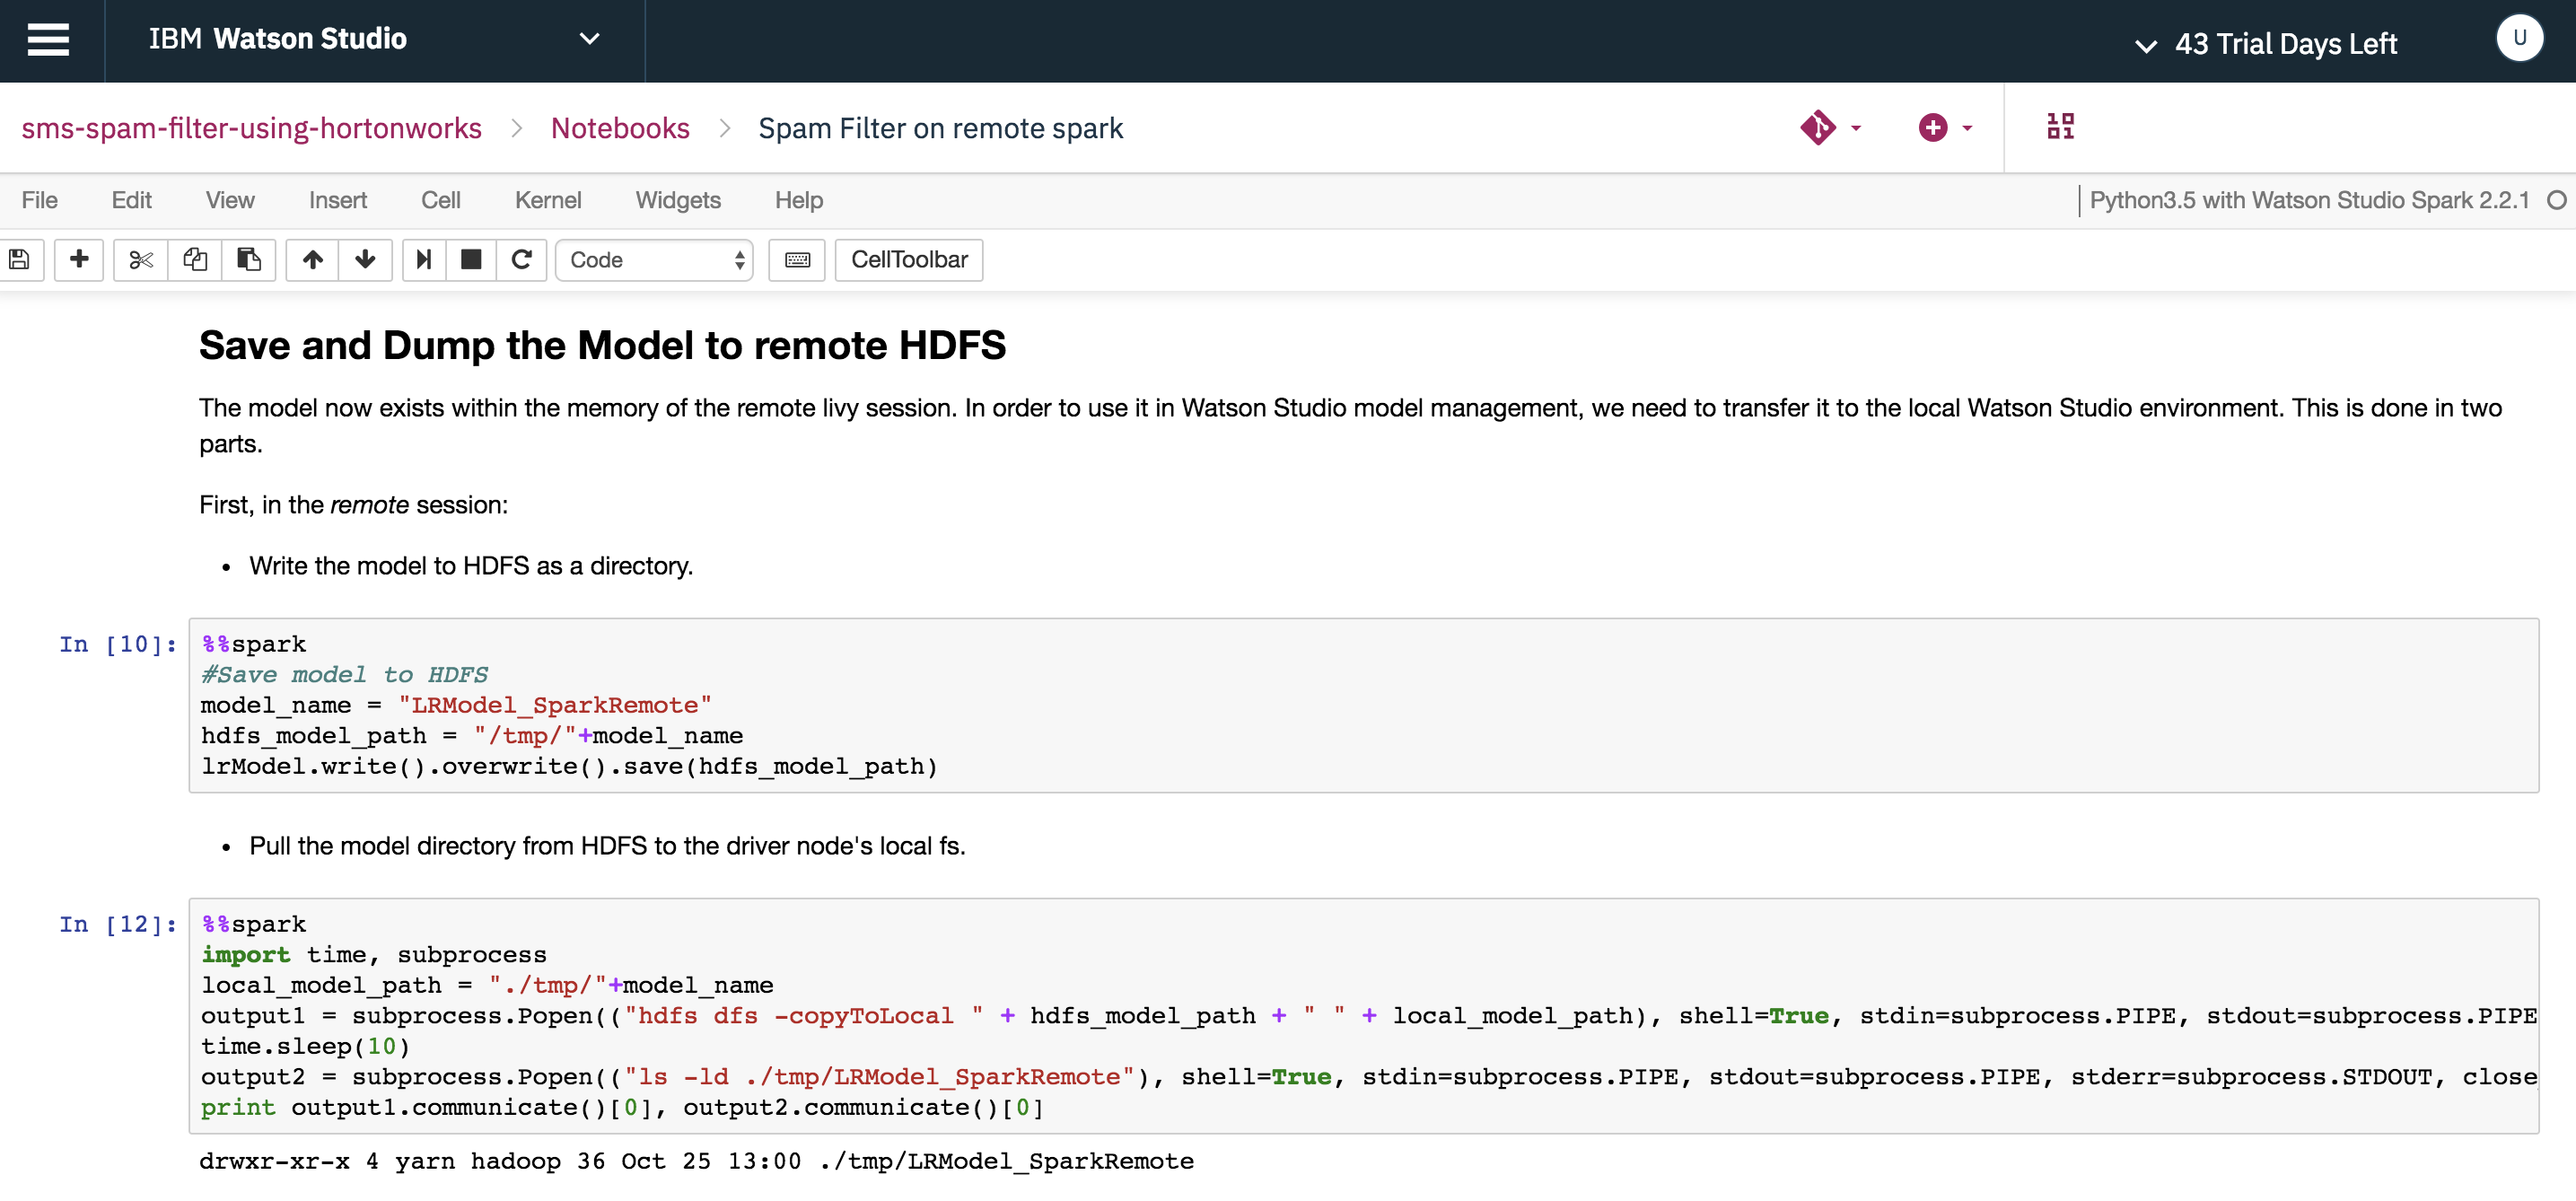 IBM Watson Studio
43 Trial Days Left
U
sms-spam-filter-using-hortonworks > Notebooks > Spam Filter on remote spark
10
01
File Edit View Insert Cell Kernel Widgets Help
Python3.5 with Watson Studio Spark 2.2.1
Code
CellToolbar
Save and Dump the Model to remote HDFS
The model now exists within the memory of the remote livy session. In order to use it in Watson Studio model management, we need to transfer it to the local Watson Studio environment. This is done in two
parts.
First, in the remote session:
• Write the model to HDFS as a directory.
In [10]:
%%spark
#Save model to HDFS
model_name = "LRModel_SparkRemote"
hdfs_model_path = "/tmp/"+model_name
lrModel.write().overwrite().save(hdfs_model_path)
• Pull the model directory from HDFS to the driver node's local fs.
In [12]:
%%spark
import time, subprocess
local_model_path = "./tmp/"+model_name
output1 = subprocess.Popen(("hdfs dfs -copyToLocal " + hdfs_model_path + " " + local_model_path), shell=True, stdin=subprocess.PIPE, stdout=subprocess.PIPE
time.sleep(10)
output2 = subprocess.Popen(("ls -ld ./tmp/LRModel_SparkRemote"), shell=True, stdin=subprocess.PIPE, stdout=subprocess.PIPE, stderr=subprocess.STDOUT, close
print output1.communicate()[0], output2.communicate()[0]
drwxr-xr-x 4 yarn hadoop 36 Oct 25 13:00 ./tmp/LRModel_SparkRemote